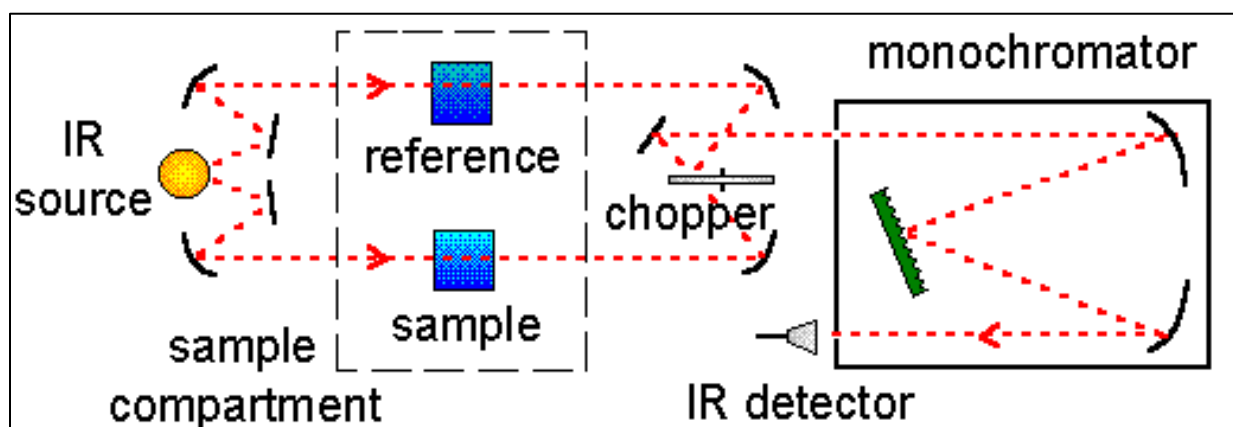 monochromator
IR
source
reference
chopper
sample
sample
compartment
IR detector